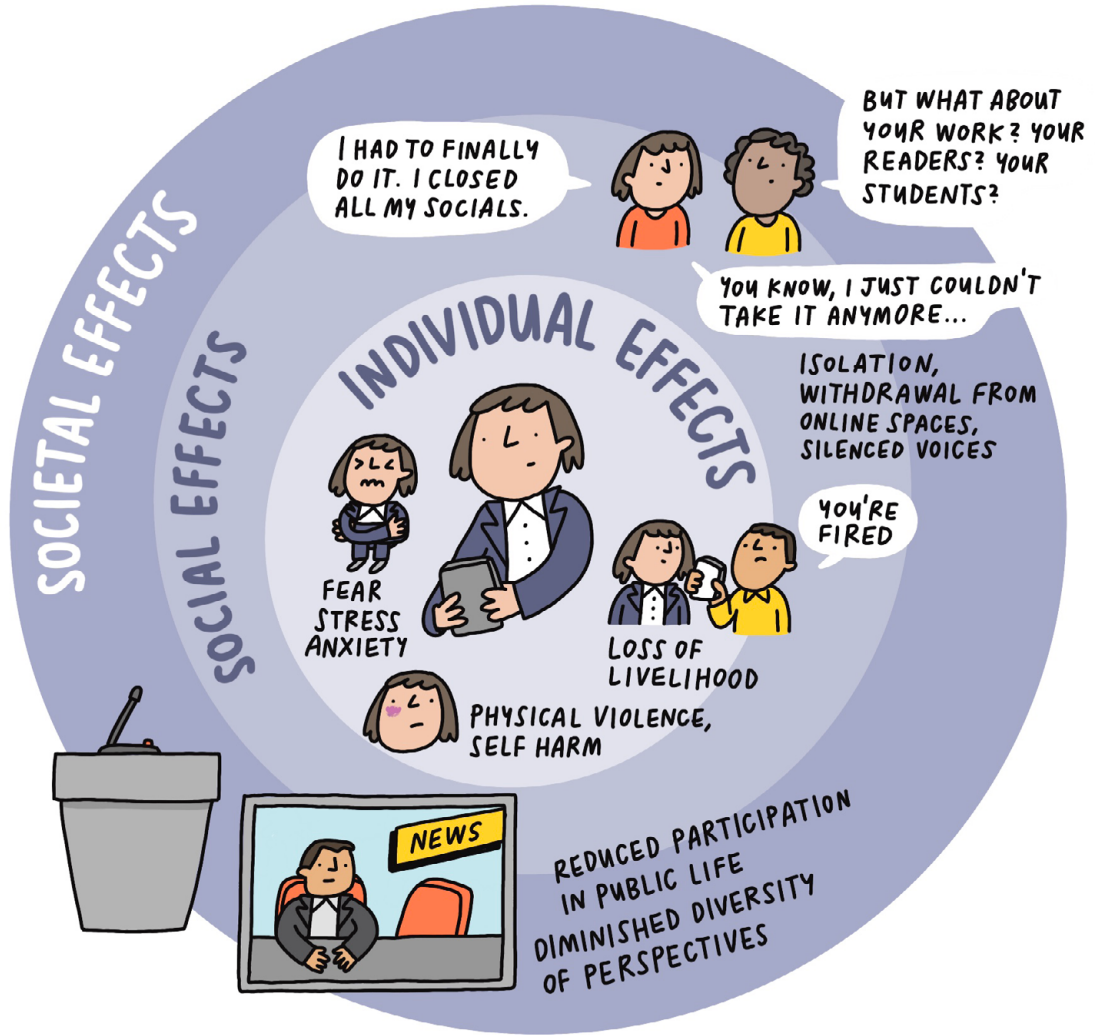 SOCIETAL EFFECTS
SOCIAL EFFECTS
INDIVIDUAL EFFECTS
I HAD TO FINALLY
DO IT. I CLOSED
ALL MY SOCIALS.
BUT WHAT ABOUT
YOUR WORK? YOUR
READERS? YOUR
STUDENTS?
YOU KNOW, I JUST COULDN'T
TAKE IT ANYMORE...
ISOLATION,
WITHDRAWAL FROM
ONLINE SPACES,
SILENCED VOICES
YOU'RE
FIRED
FEAR
STRESS
ANXIETY
LOSS OF
LIVELIHOOD
PHYSICAL VIOLENCE,
SELF HARM
NEWS
REDUCED PARTICIPATION
IN PUBLIC LIFE
DIMINISHED DIVERSITY
OF PERSPECTIVES